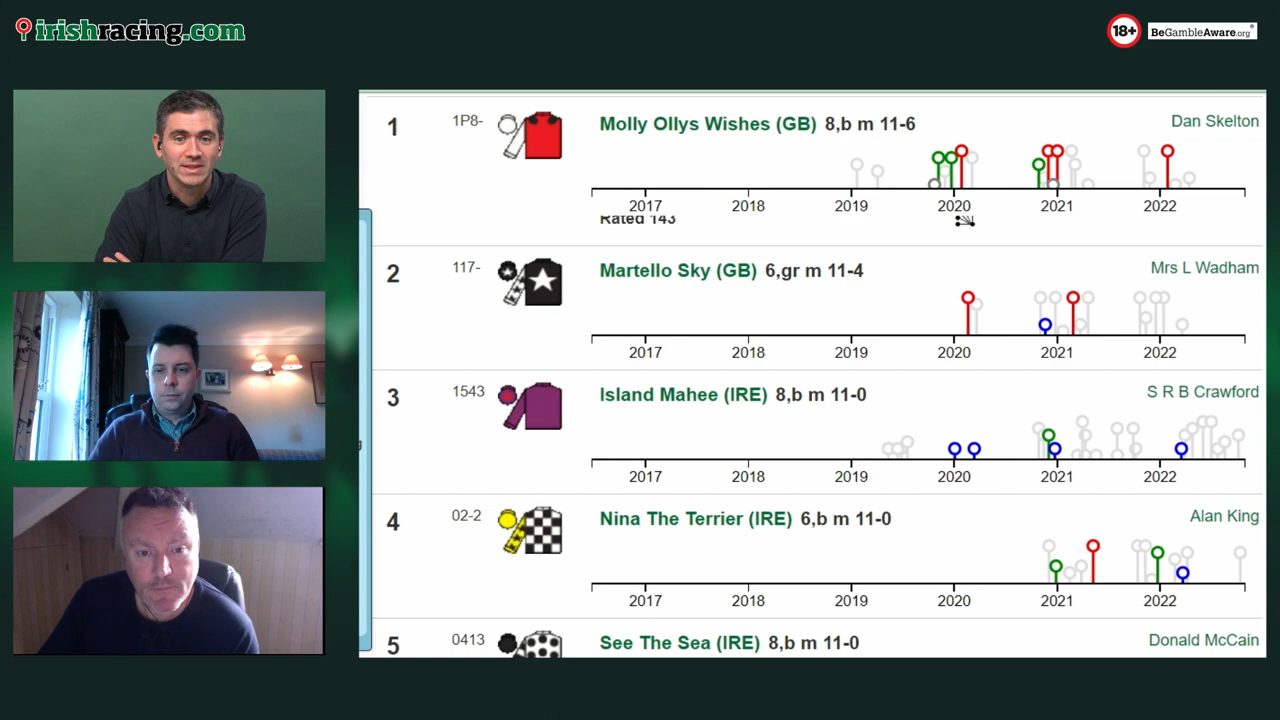 irishracing.com
18+
BeGambleAware.org®
1
1P8-
Molly Ollys Wishes (GB) 8,b m 11-6
Dan Skelton
2017 2018 2019 2020 2021 2022
Rated 143
2
117-
Martello Sky (GB) 6,gr m 11-4
Mrs L Wadham
2017 2018 2019 2020 2021 2022
3
1543
Island Mahee (IRE) 8,b m 11-0
S R B Crawford
2017 2018 2019 2020 2021 2022
4
02-2
Nina The Terrier (IRE) 6,b m 11-0
Alan King
2017 2018 2019 2020 2021 2022
5
0413
See The Sea (IRE) 8,b m 11-0
Donald McCain